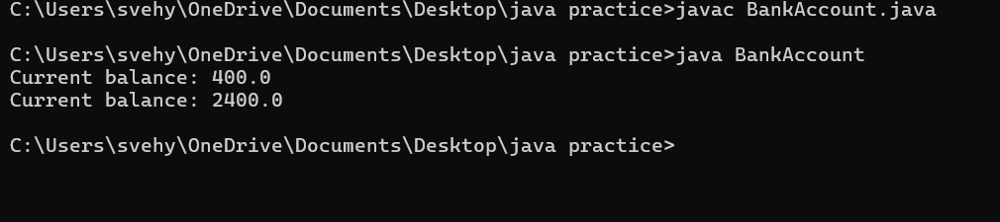 C:\Users\svehy\OneDrive\Documents\Desktop\java practice>javac BankAccount.java
C:\Users\svehy\OneDrive\Documents\Desktop\java practice>java BankAccount
Current balance: 400.0
Current balance: 2400.0
C:\Users\svehy\OneDrive\Documents\Desktop\java practice>